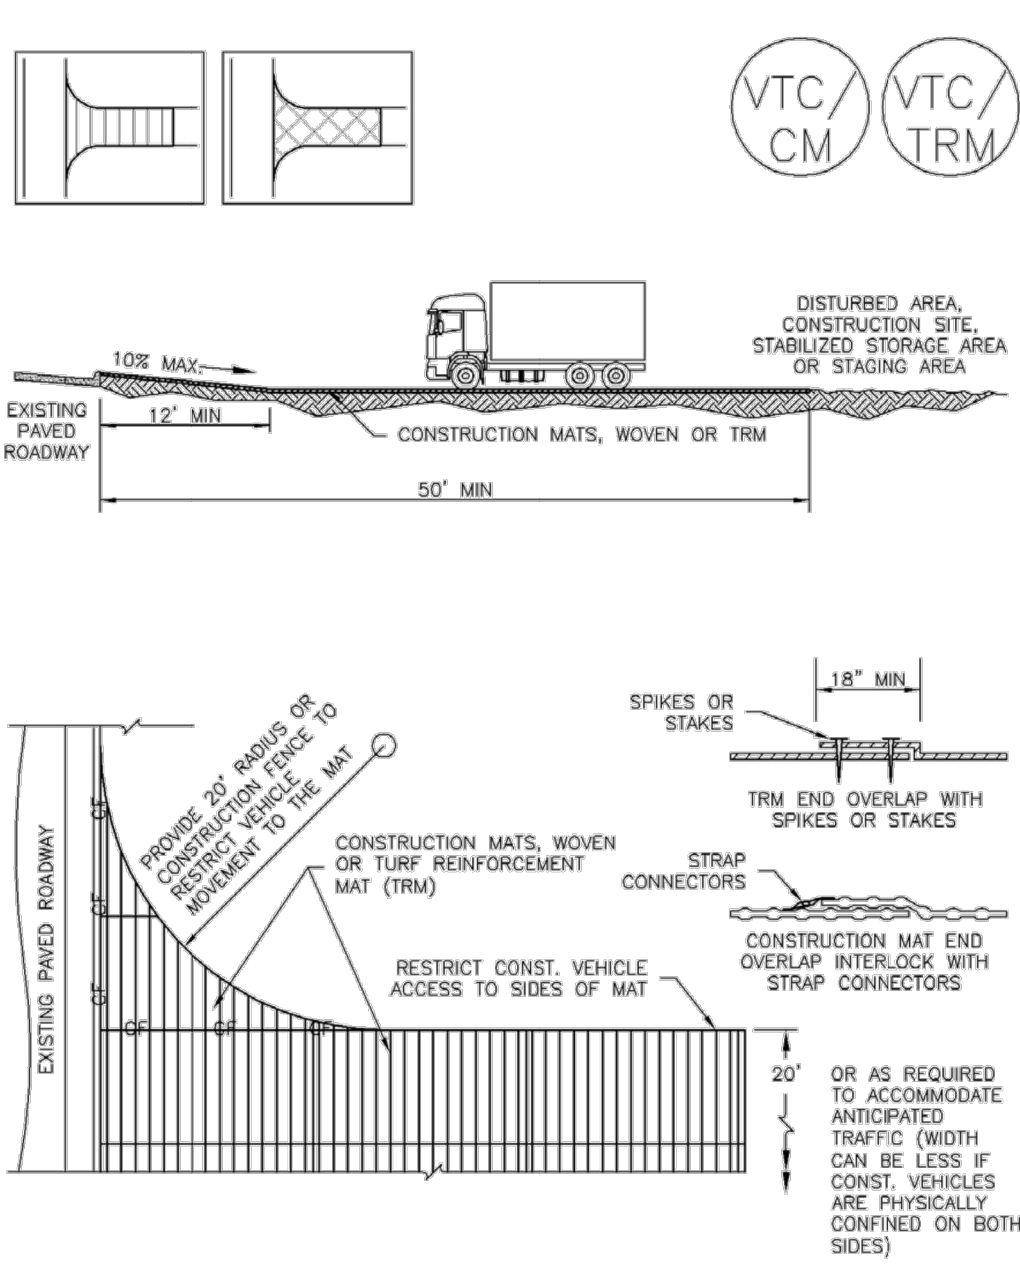 VTC/
CM
VTC/
TRM
DISTURBED AREA,
CONSTRUCTION SITE,
STABILIZED STORAGE AREA
OR STAGING AREA
10% MAX.
EXISTING
PAVED
ROADWAY
12' MIN
CONSTRUCTION MATS, WOVEN OR TRM
50' MIN
18" MIN
SPIKES OR
STAKES
TRM END OVERLAP WITH
SPIKES OR STAKES
PROVIDE 20' RADIUS OR
CONSTRUCTION FENCE TO
RESTRICT VEHICLE
MOVEMENT TO THE MAT
CONSTRUCTION MATS, WOVEN
OR TURF REINFORCEMENT
MAT (TRM)
STRAP
CONNECTORS
CONSTRUCTION MAT END
OVERLAP INTERLOCK WITH
STRAP CONNECTORS
RESTRICT CONST. VEHICLE
ACCESS TO SIDES OF MAT
EXISTING PAVED ROADWAY
CF
CF
CF
CF
CF
CF
20'
OR AS REQUIRED
TO ACCOMMODATE
ANTICIPATED
TRAFFIC (WIDTH
CAN BE LESS IF
CONST. VEHICLES
ARE PHYSICALLY
CONFINED ON BOTH
SIDES)